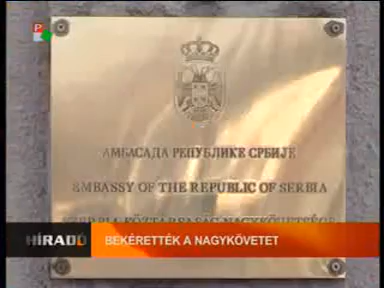 P
АМБАСАДА РЕПУБЛИКЕ СРБИЈЕ
EMBASSY OF THE REPUBLIC OF SERBIA
HÍRADÓ
BEKÉRETTÉK A NAGYKÖVETET